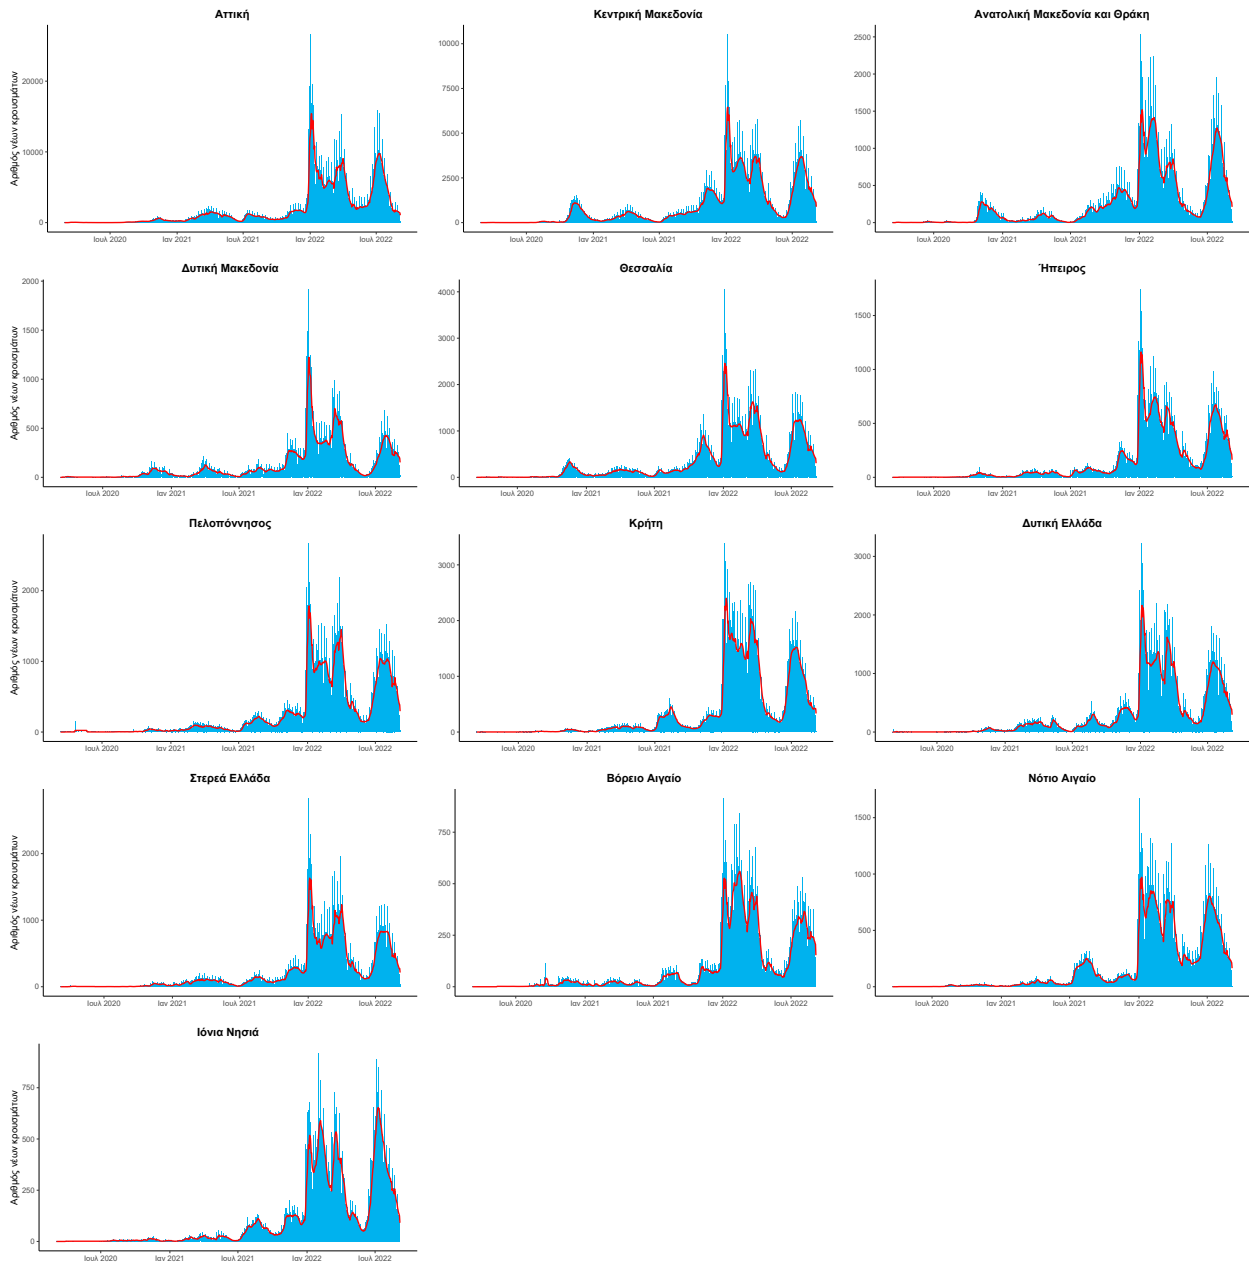 Αττική
Κεντρική Μακεδονία
Ανατολική Μακεδονία και Θράκη
Αριθμός νέων κρουσμάτων
20000
10000
0
Ιουλ 2020
Ιαν 2021
Ιουλ 2021
Ιαν 2022
Ιουλ 2022
10000
7500
5000
2500
0
Ιουλ 2020
Ιαν 2021
Ιουλ 2021
Ιαν 2022
Ιουλ 2022
2500
2000
1500
1000
500
0
Ιουλ 2020
Ιαν 2021
Ιουλ 2021
Ιαν 2022
Ιουλ 2022
Δυτική Μακεδονία
Θεσσαλία
Ήπειρος
Αριθμός νέων κρουσμάτων
2000
1500
1000
500
0
Ιουλ 2020
Ιαν 2021
Ιουλ 2021
Ιαν 2022
Ιουλ 2022
4000
3000
2000
1000
0
Ιουλ 2020
Ιαν 2021
Ιουλ 2021
Ιαν 2022
Ιουλ 2022
1500
1000
500
0
Ιουλ 2020
Ιαν 2021
Ιουλ 2021
Ιαν 2022
Ιουλ 2022
Πελοπόννησος
Κρήτη
Δυτική Ελλάδα
Αριθμός νέων κρουσμάτων
2000
1000
0
Ιουλ 2020
Ιαν 2021
Ιουλ 2021
Ιαν 2022
Ιουλ 2022
3000
2000
1000
0
Ιουλ 2020
Ιαν 2021
Ιουλ 2021
Ιαν 2022
Ιουλ 2022
3000
2000
1000
0
Ιουλ 2020
Ιαν 2021
Ιουλ 2021
Ιαν 2022
Ιουλ 2022
Στερεά Ελλάδα
Βόρειο Αιγαίο
Νότιο Αιγαίο
Αριθμός νέων κρουσμάτων
2000
1000
0
Ιουλ 2020
Ιαν 2021
Ιουλ 2021
Ιαν 2022
Ιουλ 2022
750
500
250
0
Ιουλ 2020
Ιαν 2021
Ιουλ 2021
Ιαν 2022
Ιουλ 2022
1500
1000
500
0
Ιουλ 2020
Ιαν 2021
Ιουλ 2021
Ιαν 2022
Ιουλ 2022
Ιόνια Νησιά
Αριθμός νέων κρουσμάτων
750
500
250
0
Ιουλ 2020
Ιαν 2021
Ιουλ 2021
Ιαν 2022
Ιουλ 2022